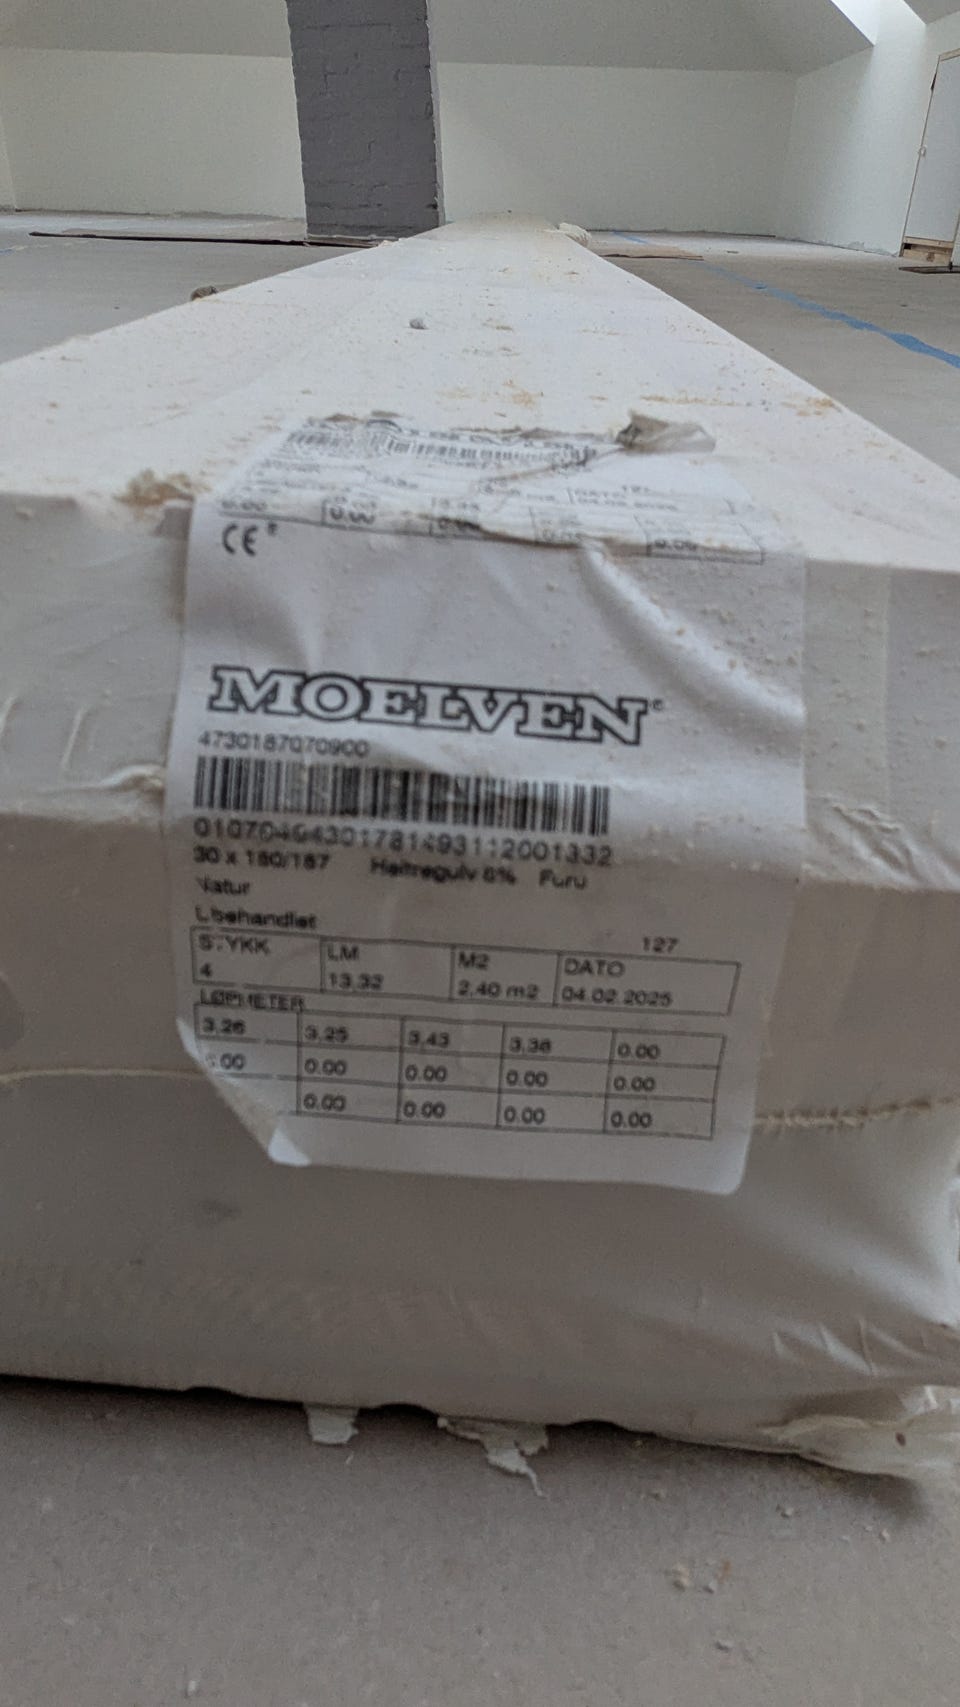 CE
MOELVEN
4730187070900
30 x 180/187 Heltregulv 8% Furu
Natur
Ubehandlet
127
STYKK LM M2 DATO
4 13,32 2,40 m2 04.02.2025
LØPMETER
3,26 3,25 3,43 3,38 0.00
0.00 0.00 0.00 0.00 0.00
0.00 0.00 0.00 0.00